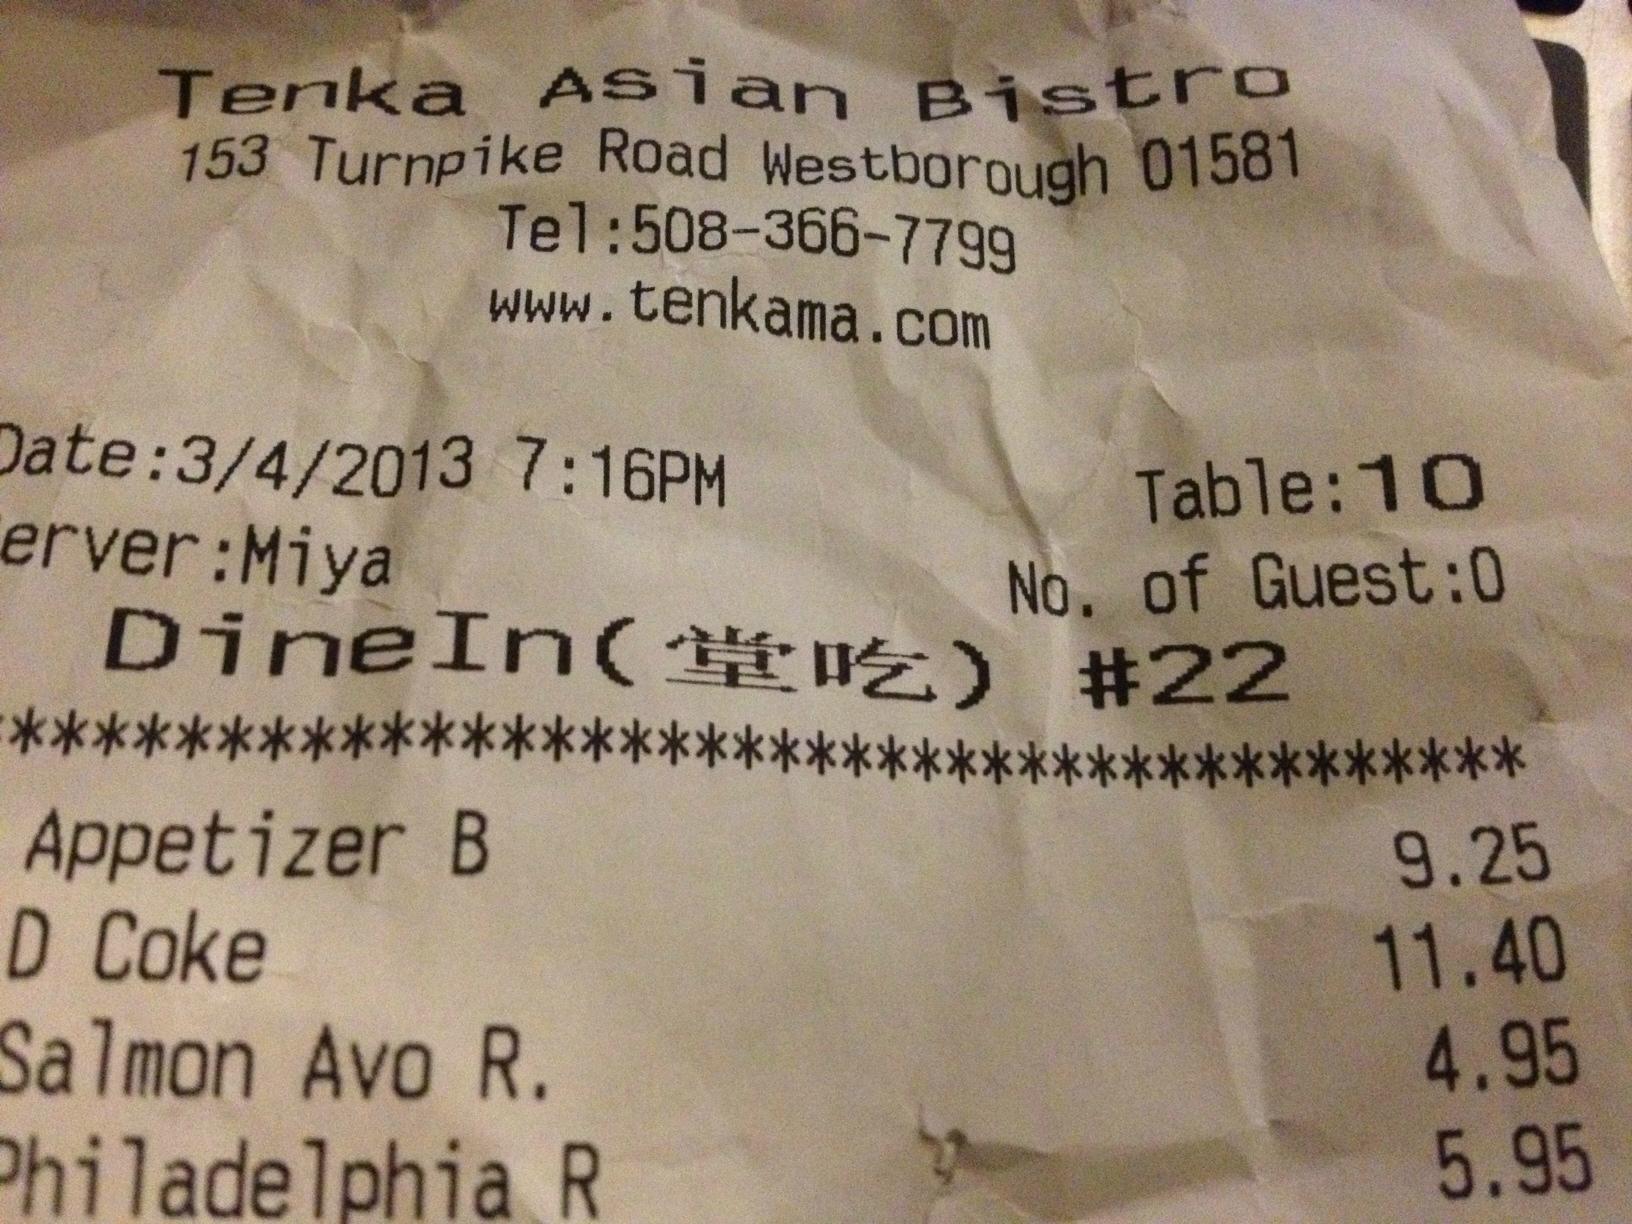 Tenka Asian Bistro
153 Turnpike Road Westborough 01581
Tel:508-366-7799
www.tenkama.com
Date:3/4/2013 7:16PM Table:10
erver:Miya No. of Guest:0
DineIn(堂吃) #22
***************************************
Appetizer B 9.25
D Coke 11.40
Salmon Avo R. 4.95
Philadelphia R 5.95